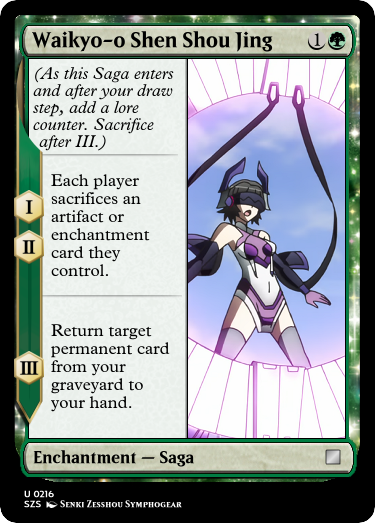 Waikyo-o Shen Shou Jing 1
(As this Saga enters
and after your draw
step, add a lore
counter. Sacrifice
after III.)
I
II
Each player
sacrifices an
artifact or
enchantment
card they
control.
III
Return target
permanent card
from your
graveyard to
your hand.
Enchantment — Saga
U 0216
SZS SENKI ZESSHOU SYMPHOGEAR